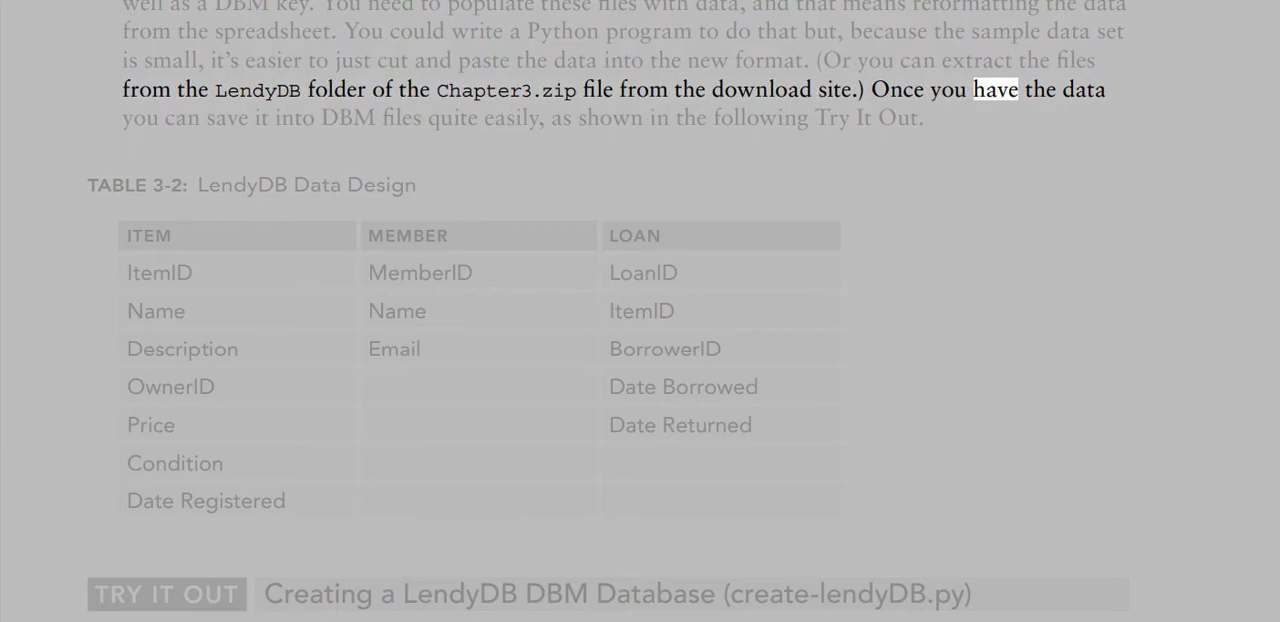 well as a DBM key. You need to populate these files with data, and that means reformatting the data
from the spreadsheet. You could write a Python program to do that but, because the sample data set
is small, it's easier to just cut and paste the data into the new format. (Or you can extract the files
from the LendyDB folder of the Chapter3.zip file from the download site.) Once you have the data
you can save it into DBM files quite easily, as shown in the following Try It Out.
TABLE 3-2: LendyDB Data Design
ITEM MEMBER LOAN
ItemID MemberID LoanID
Name Name ItemID
Description Email BorrowerID
OwnerID Date Borrowed
Price Date Returned
Condition
Date Registered
TRY IT OUT Creating a LendyDB DBM Database (create-lendyDB.py)